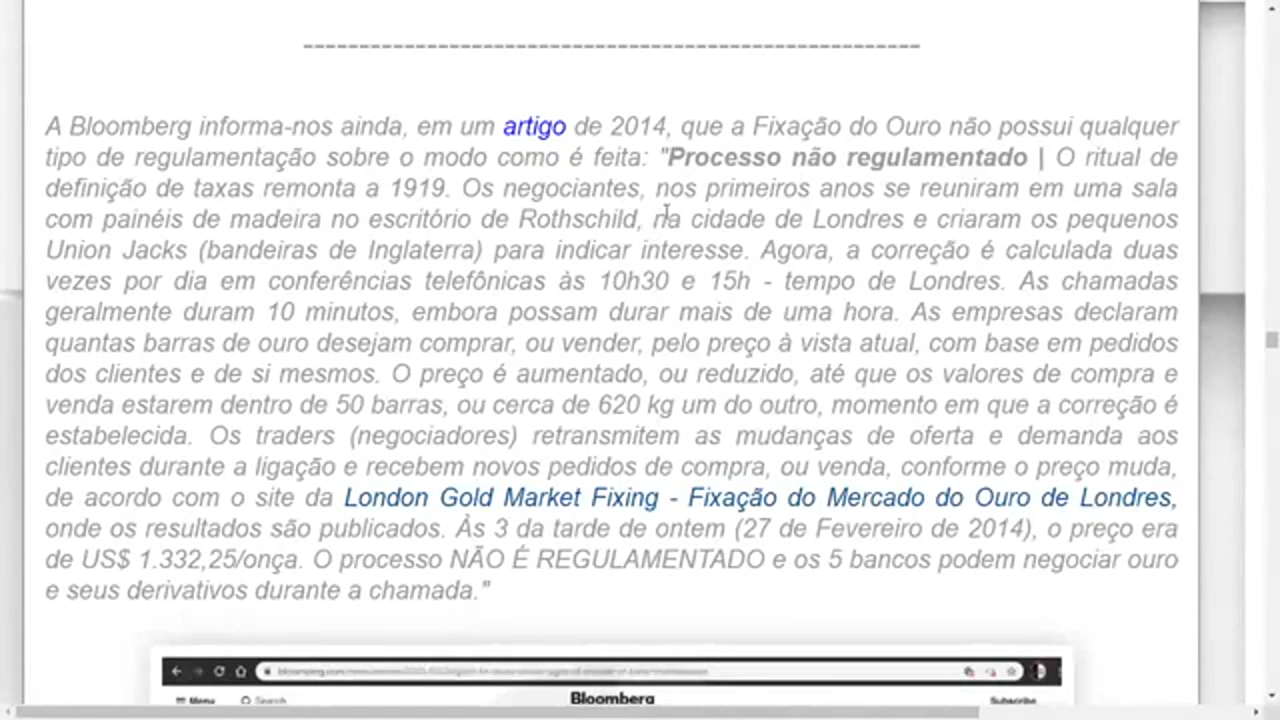 A Bloomberg informa-nos ainda, em um artigo de 2014, que a Fixação do Ouro não possui qualquer
tipo de regulamentação sobre o modo como é feita: "Processo não regulamentado | O ritual de
definição de taxas remonta a 1919. Os negociantes, nos primeiros anos se reuniram em uma sala
com painéis de madeira no escritório de Rothschild, na cidade de Londres e criaram os pequenos
Union Jacks (bandeiras de Inglaterra) para indicar interesse. Agora, a correção é calculada duas
vezes por dia em conferências telefônicas às 10h30 e 15h - tempo de Londres. As chamadas
geralmente duram 10 minutos, embora possam durar mais de uma hora. As empresas declaram
quantas barras de ouro desejam comprar, ou vender, pelo preço à vista atual, com base em pedidos
dos clientes e de si mesmos. O preço é aumentado, ou reduzido, até que os valores de compra e
venda estarem dentro de 50 barras, ou cerca de 620 kg um do outro, momento em que a correção é
estabelecida. Os traders (negociadores) retransmitem as mudanças de oferta e demanda aos
clientes durante a ligação e recebem novos pedidos de compra, ou venda, conforme o preço muda,
de acordo com o site da London Gold Market Fixing - Fixação do Mercado do Ouro de Londres,
onde os resultados são publicados. Às 3 da tarde de ontem (27 de Fevereiro de 2014), o preço era
de US$ 1.332,25/onça. O processo NÃO É REGULAMENTADO e os 5 bancos podem negociar ouro
e seus derivativos durante a chamada."
Menu Search Bloomberg Subscribe